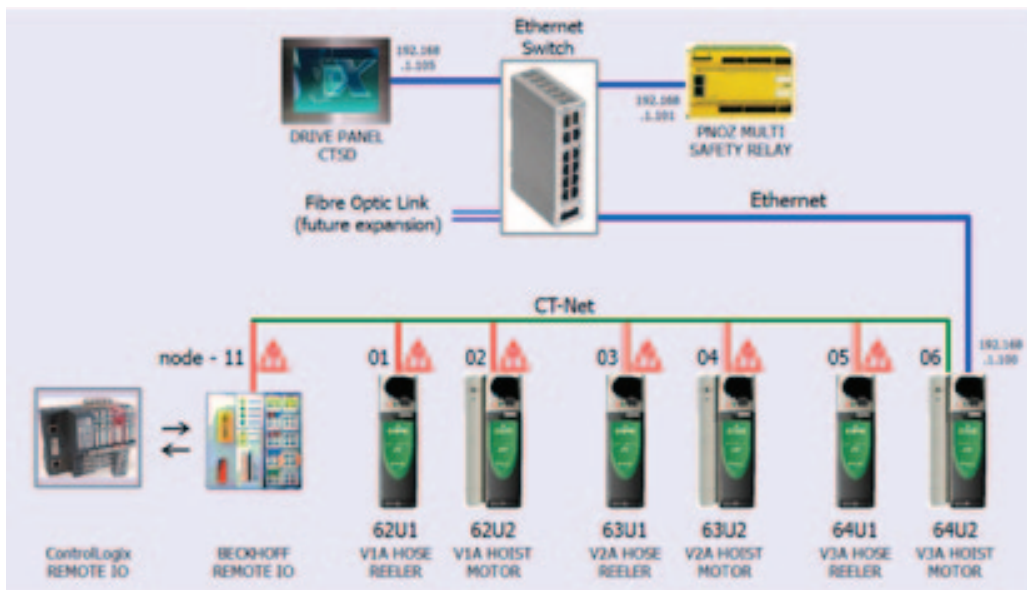 Ethernet
Switch
192.168
.1.105
192.168
.1.101
DRIVE PANEL
CTSD
PNOZ MULTI
SAFETY RELAY
Fibre Optic Link
(future expansion)
Ethernet
CT-Net
node - 11
01
02
03
04
05
06
192.168
.1.100
62U1
62U2
63U1
63U2
64U1
64U2
ControlLogix
REMOTE IO
BECKHOFF
REMOTE IO
V1A HOSE
REELER
V1A HOIST
MOTOR
V2A HOSE
REELER
V2A HOIST
MOTOR
V3A HOSE
REELER
V3A HOIST
MOTOR